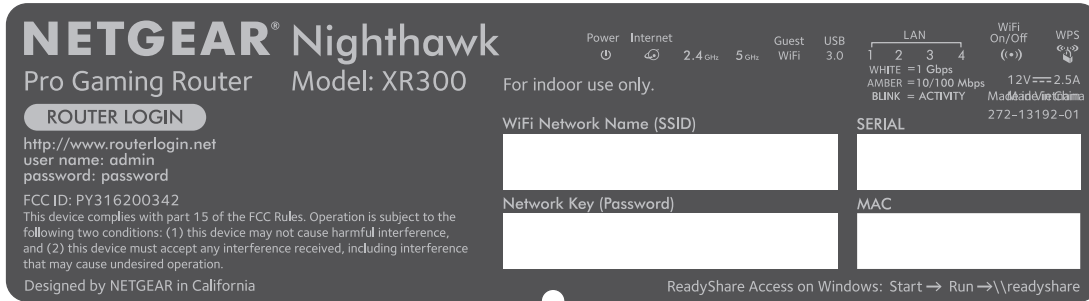 NETGEAR® Nighthawk
Pro Gaming Router Model: XR300
ROUTER LOGIN
http://www.routerlogin.net
user name: admin
password: password
FCC ID: PY316200342
This device complies with part 15 of the FCC Rules. Operation is subject to the
following two conditions: (1) this device may not cause harmful interference,
and (2) this device must accept any interference received, including interference
that may cause undesired operation.
Designed by NETGEAR in California
Power Internet 2.4 GHz 5 GHz Guest WiFi USB 3.0
LAN
1 2 3 4
WHITE = 1 Gbps
AMBER = 10/100 Mbps
BLINK = ACTIVITY
WiFi On/Off
WPS
12V⎓2.5A
Made in
272-13192-01
For indoor use only.
WiFi Network Name (SSID)
SERIAL
Network Key (Password)
MAC
ReadyShare Access on Windows: Start → Run →\\readyshare